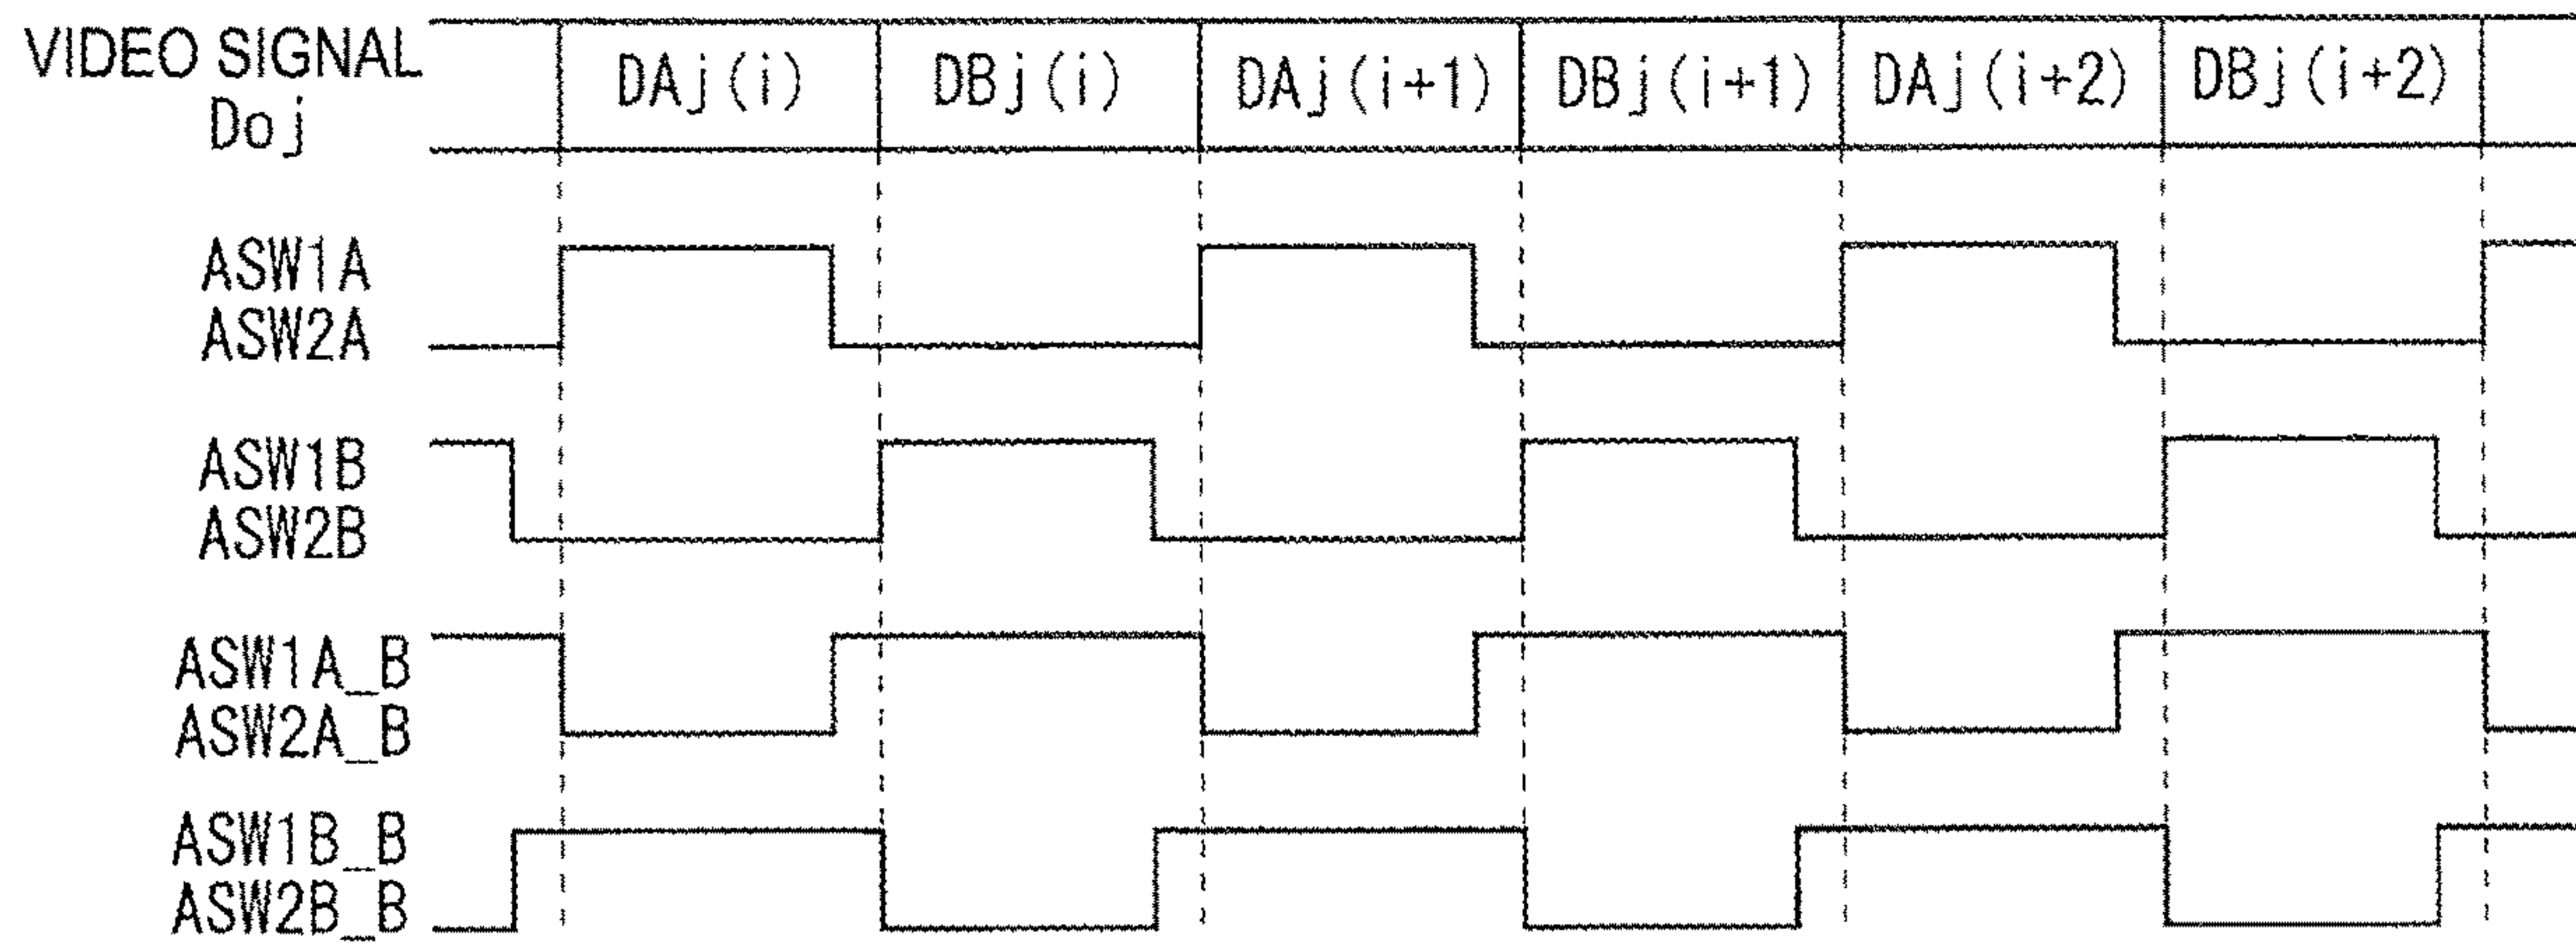 VIDEO SIGNAL
Doj
DAj(i) DBj(i) DAj(i+1) DBj(i+1) DAj(i+2) DBj(i+2)
ASW1A
ASW2A
ASW1B
ASW2B
ASW1A_B
ASW2A_B
ASW1B_B
ASW2B_B